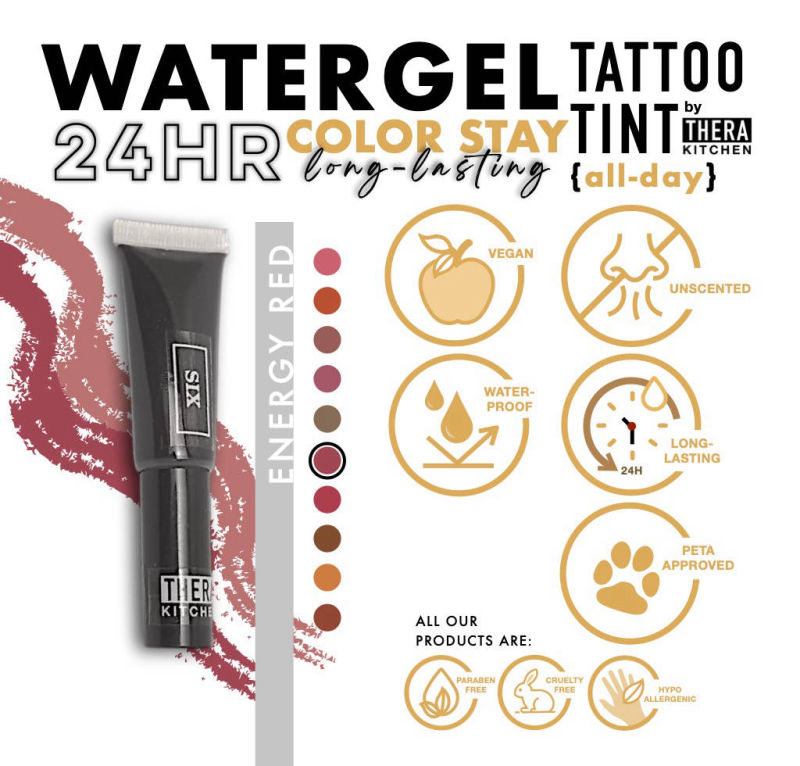 WATERGEL
TATTOO
TINT
by
THERA
KITCHEN
24HR
COLOR STAY
long-lasting
{all-day}
SIX
THERA
KITCHE
ENERGY RED
VEGAN
UNSCENTED
WATER-
PROOF
LONG-
LASTING
24H
PETA
APPROVED
ALL OUR
PRODUCTS ARE:
PARABEN
FREE
CRUELTY
FREE
HYPO
ALLERGENIC